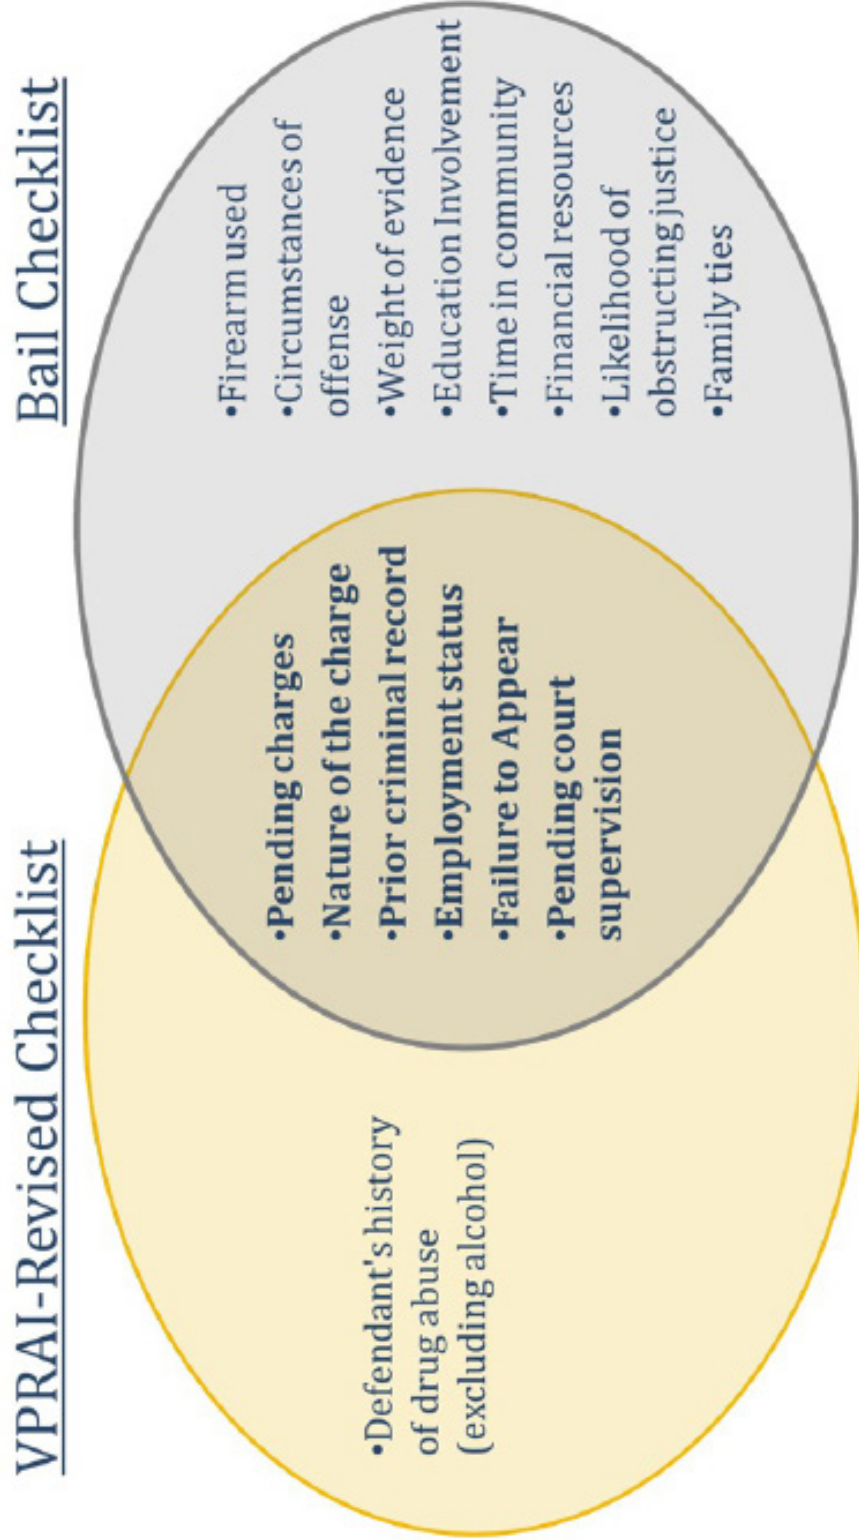 VPRAI-Revised Checklist
Bail Checklist
•Defendant's history
of drug abuse
(excluding alcohol)
•Pending charges
•Nature of the charge
•Prior criminal record
•Employment status
•Failure to Appear
•Pending court
supervision
•Firearm used
•Circumstances of
offense
•Weight of evidence
•Education Involvement
•Time in community
•Financial resources
•Likelihood of
obstructing justice
•Family ties